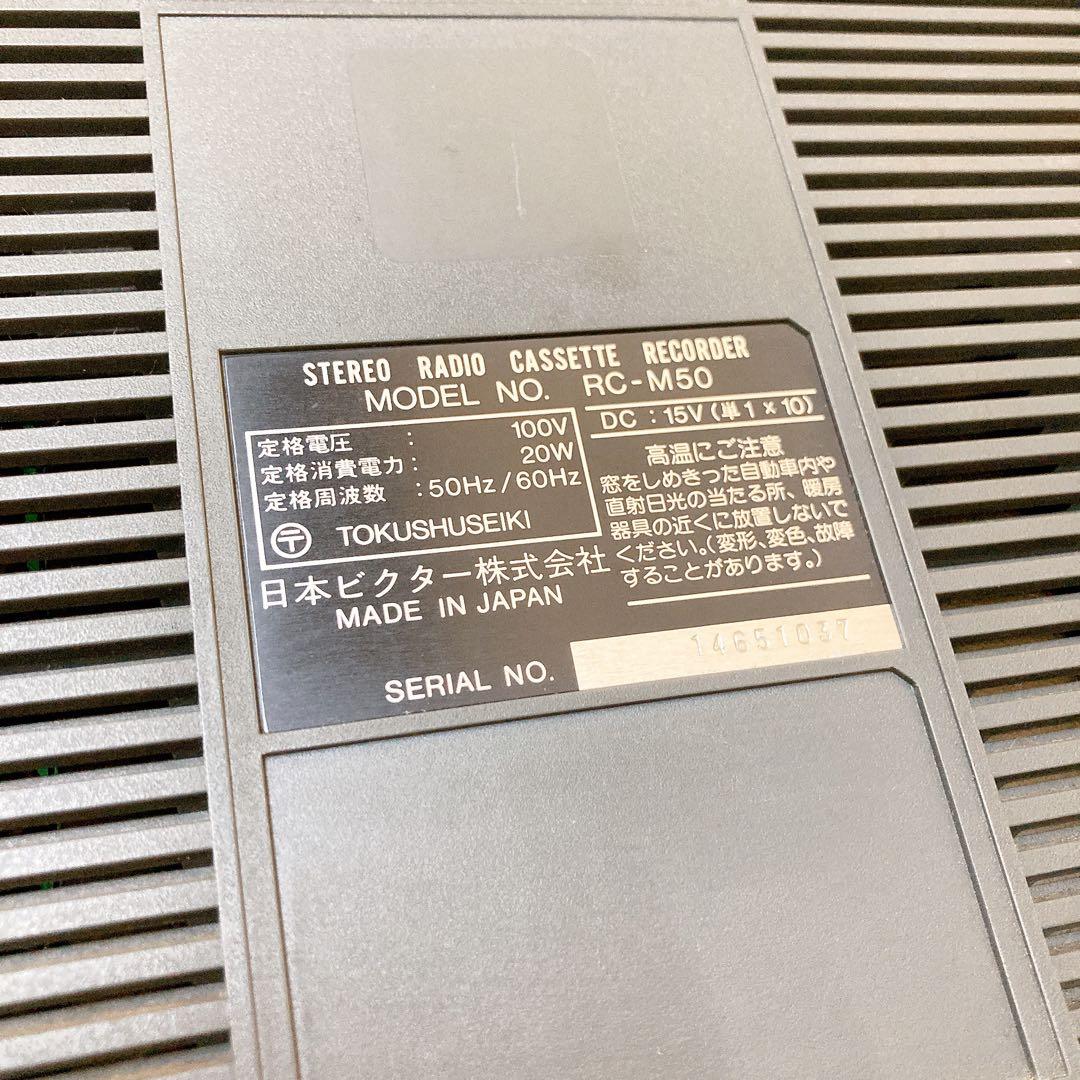 STEREO RADIO CASSETTE RECORDER
MODEL NO. RC-M50
定格電圧 : 100V
定格消費電力: 20W
定格周波数 :50Hz/60Hz
〒 TOKUSHUSEIKI
日本ビクター株式会社
MADE IN JAPAN
DC : 15V(単1×10)
高温にご注意
窓をしめきった自動車内や
直射日光の当たる所、暖房
器具の近くに放置しないで
ください。(変形、変色、故障
することがあります。)
SERIAL NO. 14651037